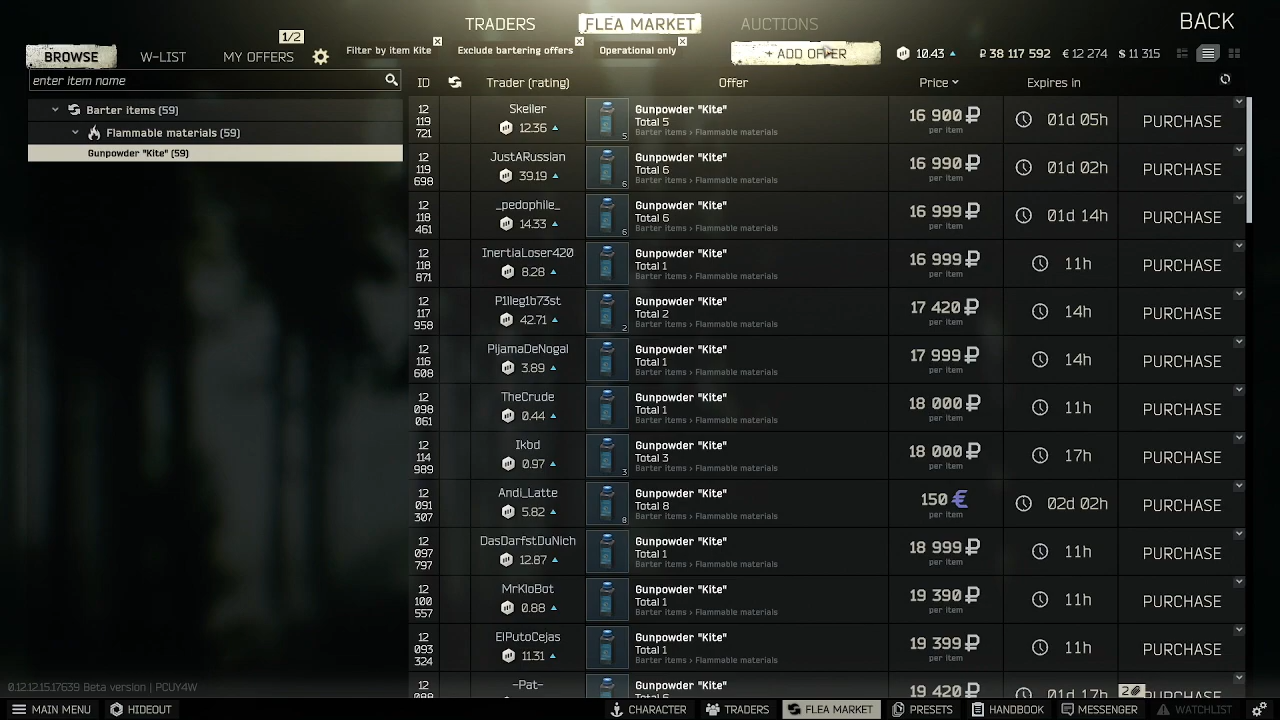 TRADERS
FLEA MARKET
AUCTIONS
BACK
1/2
BROWSE
W-LIST
MY OFFERS
Filter by item Kite
Exclude bartering offers
Operational only
+ ADD OFFER
10.43
₽ 38 117 592
€ 12 274
$ 11 315
enter item name
ID
Trader (rating)
Offer
Price
Expires in
Barter items (59)
Flammable materials (59)
Gunpowder "Kite" (59)
12 119 721
Skeiler
12.36
5
Gunpowder "Kite"
Total 5
Barter items › Flammable materials
16 900 ₽
per item
01d 05h
PURCHASE
12 119 698
JustARussian
39.19
6
Gunpowder "Kite"
Total 6
Barter items › Flammable materials
16 990 ₽
per item
01d 02h
PURCHASE
12 118 461
_pedophile_
14.33
6
Gunpowder "Kite"
Total 6
Barter items › Flammable materials
16 999 ₽
per item
01d 14h
PURCHASE
12 118 871
InertiaLoser420
8.28
Gunpowder "Kite"
Total 1
Barter items › Flammable materials
16 999 ₽
per item
11h
PURCHASE
12 117 958
P1lleg1b73st
42.71
2
Gunpowder "Kite"
Total 2
Barter items › Flammable materials
17 420 ₽
per item
14h
PURCHASE
12 116 608
PijamaDeNogal
3.89
Gunpowder "Kite"
Total 1
Barter items › Flammable materials
17 999 ₽
per item
14h
PURCHASE
12 098 051
TheCrude
0.44
Gunpowder "Kite"
Total 1
Barter items › Flammable materials
18 000 ₽
per item
11h
PURCHASE
12 114 989
Ikbd
0.97
3
Gunpowder "Kite"
Total 3
Barter items › Flammable materials
18 000 ₽
per item
17h
PURCHASE
12 091 307
Andi_Latte
5.82
8
Gunpowder "Kite"
Total 8
Barter items › Flammable materials
150 €
per item
02d 02h
PURCHASE
12 097 797
DasDarfstDuNich
12.87
Gunpowder "Kite"
Total 1
Barter items › Flammable materials
18 999 ₽
per item
11h
PURCHASE
12 100 557
MrKloBot
0.88
Gunpowder "Kite"
Total 1
Barter items › Flammable materials
19 390 ₽
per item
11h
PURCHASE
12 093 324
ElPutoCejas
11.31
Gunpowder "Kite"
Total 1
Barter items › Flammable materials
19 399 ₽
per item
11h
PURCHASE
12
-Pat-
Gunpowder "Kite"
19 420 ₽
01d 17h
PURCHASE
2
0.12.12.15.17639 Beta version | PCUY4W
MAIN MENU
HIDEOUT
CHARACTER
TRADERS
FLEA MARKET
PRESETS
HANDBOOK
MESSENGER
WATCHLIST